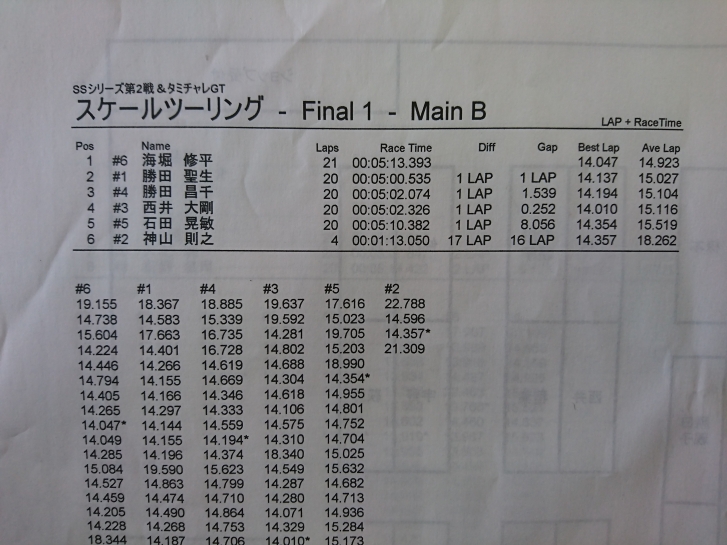 SSシリーズ第2戦&タミチャレGT
スケールツーリング - Final 1 - Main B
LAP + RaceTime
Pos Name Laps Race Time Diff Gap Best Lap Ave Lap
1 #6 海堀 修平 21 00:05:13.393 14.047 14.923
2 #1 勝田 聖生 20 00:05:00.535 1 LAP 1 LAP 14.137 15.027
3 #4 勝田 昌千 20 00:05:02.074 1 LAP 1.539 14.194 15.104
4 #3 西井 大剛 20 00:05:02.326 1 LAP 0.252 14.010 15.116
5 #5 石田 晃敏 20 00:05:10.382 1 LAP 8.056 14.354 15.519
6 #2 神山 則之 4 00:01:13.050 17 LAP 16 LAP 14.357 18.262
#6 #1 #4 #3 #5 #2
19.155 18.367 18.885 19.637 17.616 22.788
14.738 14.583 15.339 19.592 15.023 14.596
15.604 17.663 16.735 14.281 19.705 14.357*
14.224 14.401 16.728 14.802 15.203 21.309
14.446 14.266 14.619 14.688 18.990
14.794 14.155 14.669 14.304 14.354*
14.405 14.166 14.346 14.618 14.955
14.265 14.297 14.333 14.106 14.801
14.047* 14.144 14.559 14.575 14.752
14.049 14.155 14.194* 14.310 14.704
14.285 14.196 14.374 18.340 15.025
15.084 19.590 15.623 14.549 15.632
14.527 14.863 14.799 14.287 14.682
14.459 14.474 14.710 14.280 14.713
14.205 14.490 14.864 14.071 14.936
14.228 14.268 14.753 14.329 15.284
18.344 14.187 14.706 14.010* 15.173